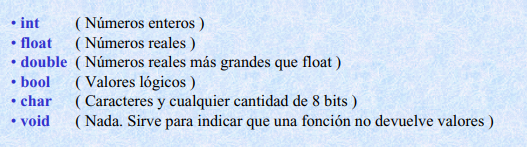 • int ( Números enteros )
• float ( Números reales )
• double ( Números reales más grandes que float )
• bool ( Valores lógicos )
• char ( Caracteres y cualquier cantidad de 8 bits )
• void ( Nada. Sirve para indicar que una fonción no devuelve valores )